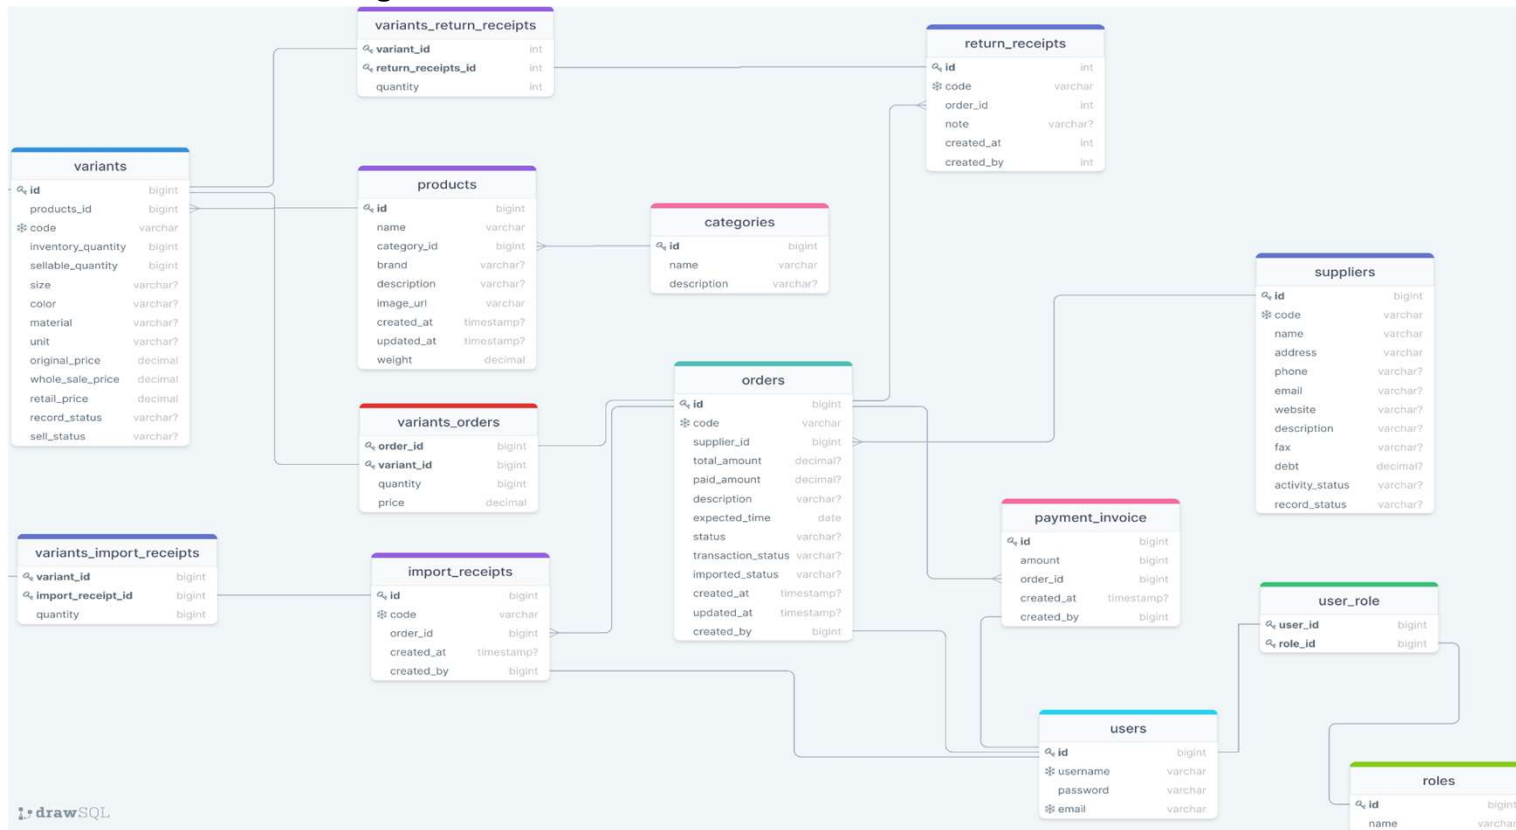 variants_return_receipts
variant_id int
return_receipts_id int
quantity int
return_receipts
id int
code varchar
order_id int
note varchar?
created_at int
created_by int
variants
id bigint
products_id bigint
code varchar
inventory_quantity bigint
sellable_quantity bigint
size varchar?
color varchar?
material varchar?
unit varchar?
original_price decimal
whole_sale_price decimal
retail_price decimal
record_status varchar?
sell_status varchar?
products
id bigint
name varchar
category_id bigint
brand varchar?
description varchar?
image_url varchar
created_at timestamp?
updated_at timestamp?
weight decimal
categories
id bigint
name varchar
description varchar?
suppliers
id bigint
code varchar
name varchar
address varchar
phone varchar?
email varchar?
website varchar?
description varchar?
fax varchar?
debt decimal?
activity_status varchar?
record_status varchar?
orders
id bigint
code varchar
supplier_id bigint
total_amount decimal?
paid_amount decimal?
description varchar?
expected_time date
status varchar?
transaction_status varchar?
imported_status varchar?
created_at timestamp?
updated_at timestamp?
created_by bigint
variants_orders
order_id bigint
variant_id bigint
quantity bigint
price decimal
payment_invoice
id bigint
amount bigint
order_id bigint
created_at timestamp?
created_by bigint
variants_import_receipts
variant_id bigint
import_receipt_id bigint
quantity bigint
import_receipts
id bigint
code varchar
order_id bigint
created_at timestamp?
created_by bigint
user_role
user_id bigint
role_id bigint
users
id bigint
username varchar
password varchar
email varchar
roles
id bigint
name varchar
drawSQL